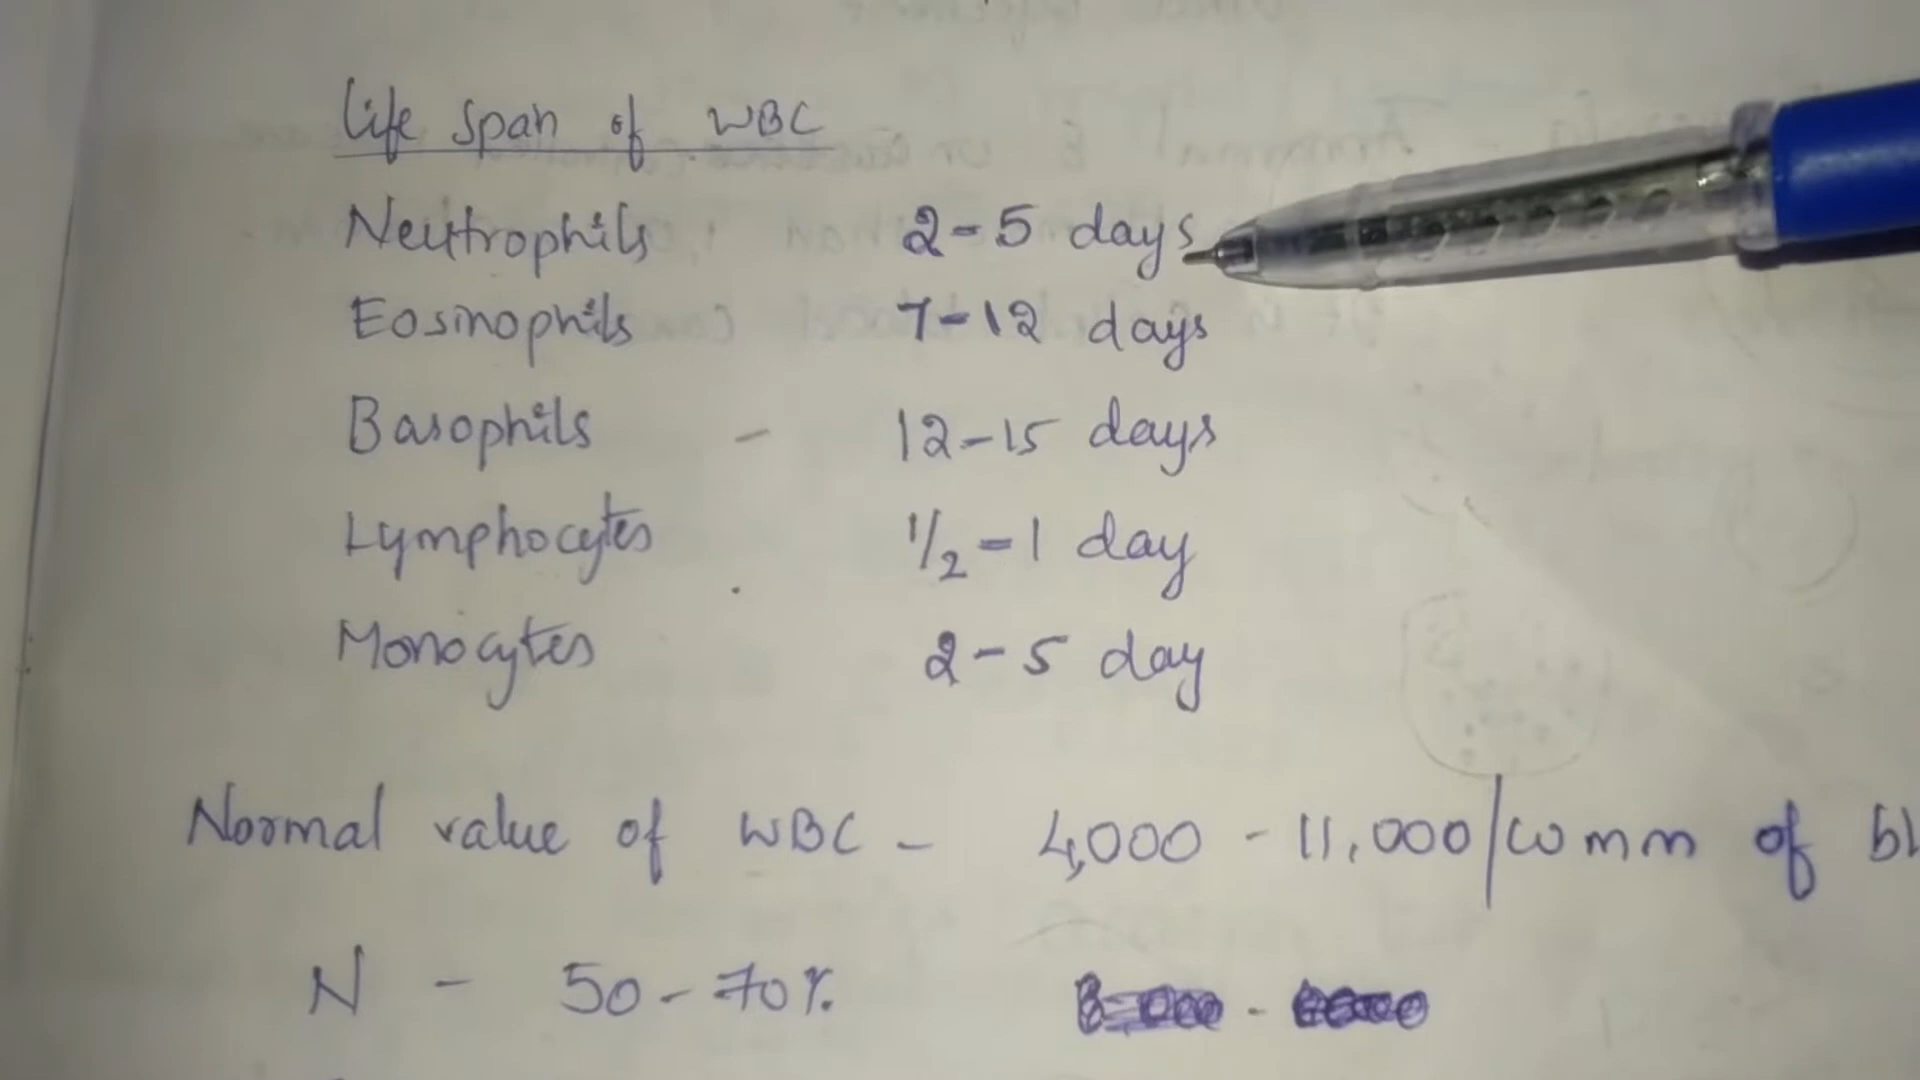 Life span of WBC
Neutrophils 2-5 days
Eosinophils 7-12 days
Basophils - 12-15 days
Lymphocytes 1/2-1 day
Monocytes 2-5 day
Normal value of WBC - 4,000 - 11,000/cumm of bl
N - 50-70%